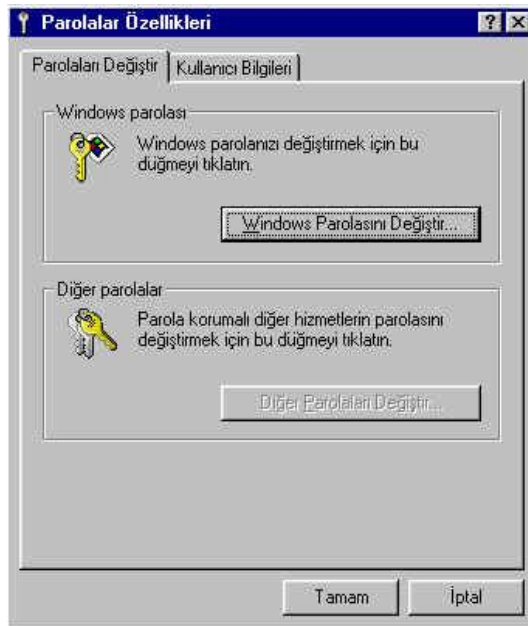 Parolalar Özellikleri
Parolaları Değiştir Kullanıcı Bilgileri
Windows parolası
Windows parolanızı değiştirmek için bu
düğmeyi tıklatın.
Windows Parolasını Değiştir...
Diğer parolalar
Parola korumalı diğer hizmetlerin parolasını
değiştirmek için bu düğmeyi tıklatın.
Diğer Parolaları Değiştir...
Tamam İptal